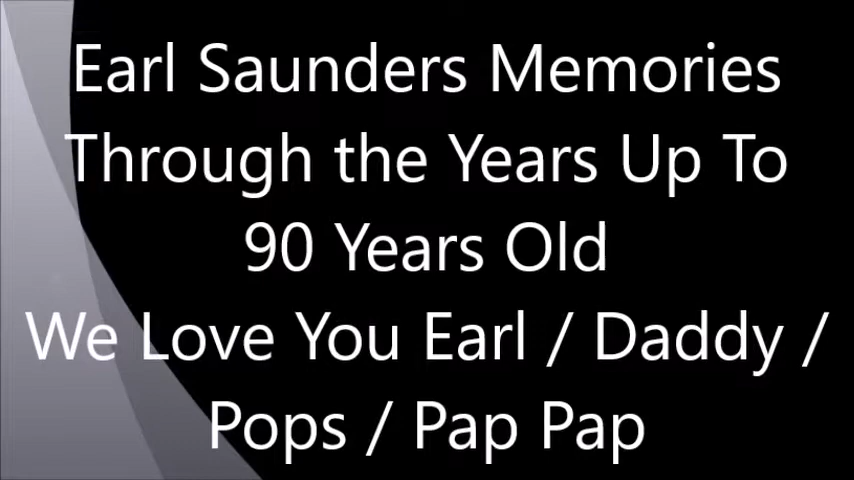 Earl Saunders Memories
Through the Years Up To
90 Years Old
We Love You Earl / Daddy /
Pops / Pap Pap